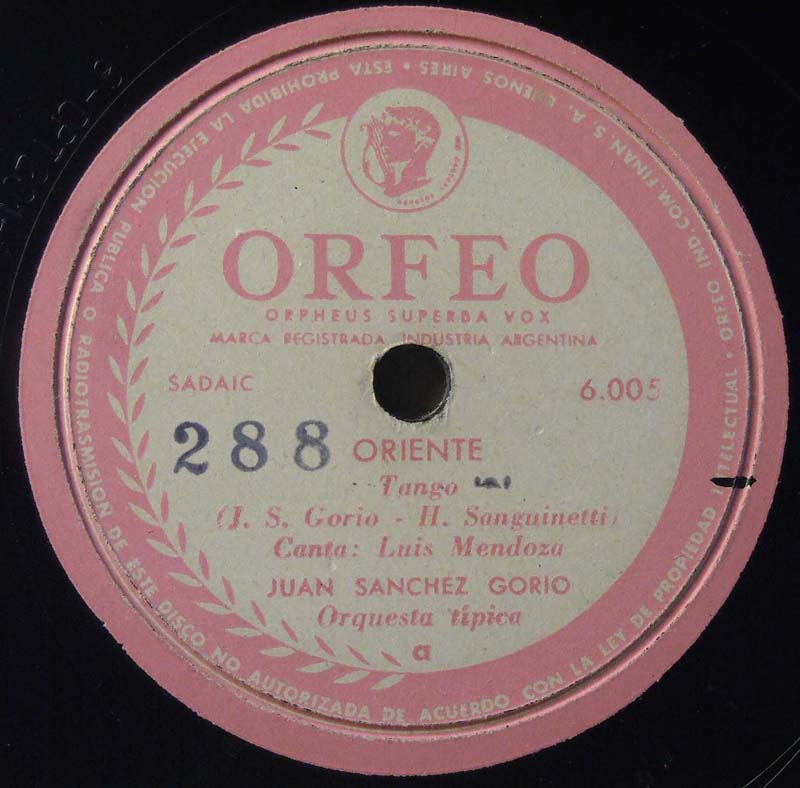 ORFEO
ORPHEUS SUPERBA VOX
MARCA REGISTRADA INDUSTRIA ARGENTINA
SADAIC 6.005
288 ORIENTE
Tango
(J. S. Gorio - H. Sanguinetti)
Canta: Luis Mendoza
JUAN SANCHEZ GORIO
Orquesta típica
a
ORFEO IND. COM. FINAN. S. A. BUENOS AIRES • ESTA PROHIBIDA LA EJECUCION PUBLICA O RADIOTRASMISION DE ESTE DISCO NO AUTORIZADA DE ACUERDO CON LA LEY DE PROPIEDAD INTELECTUAL •